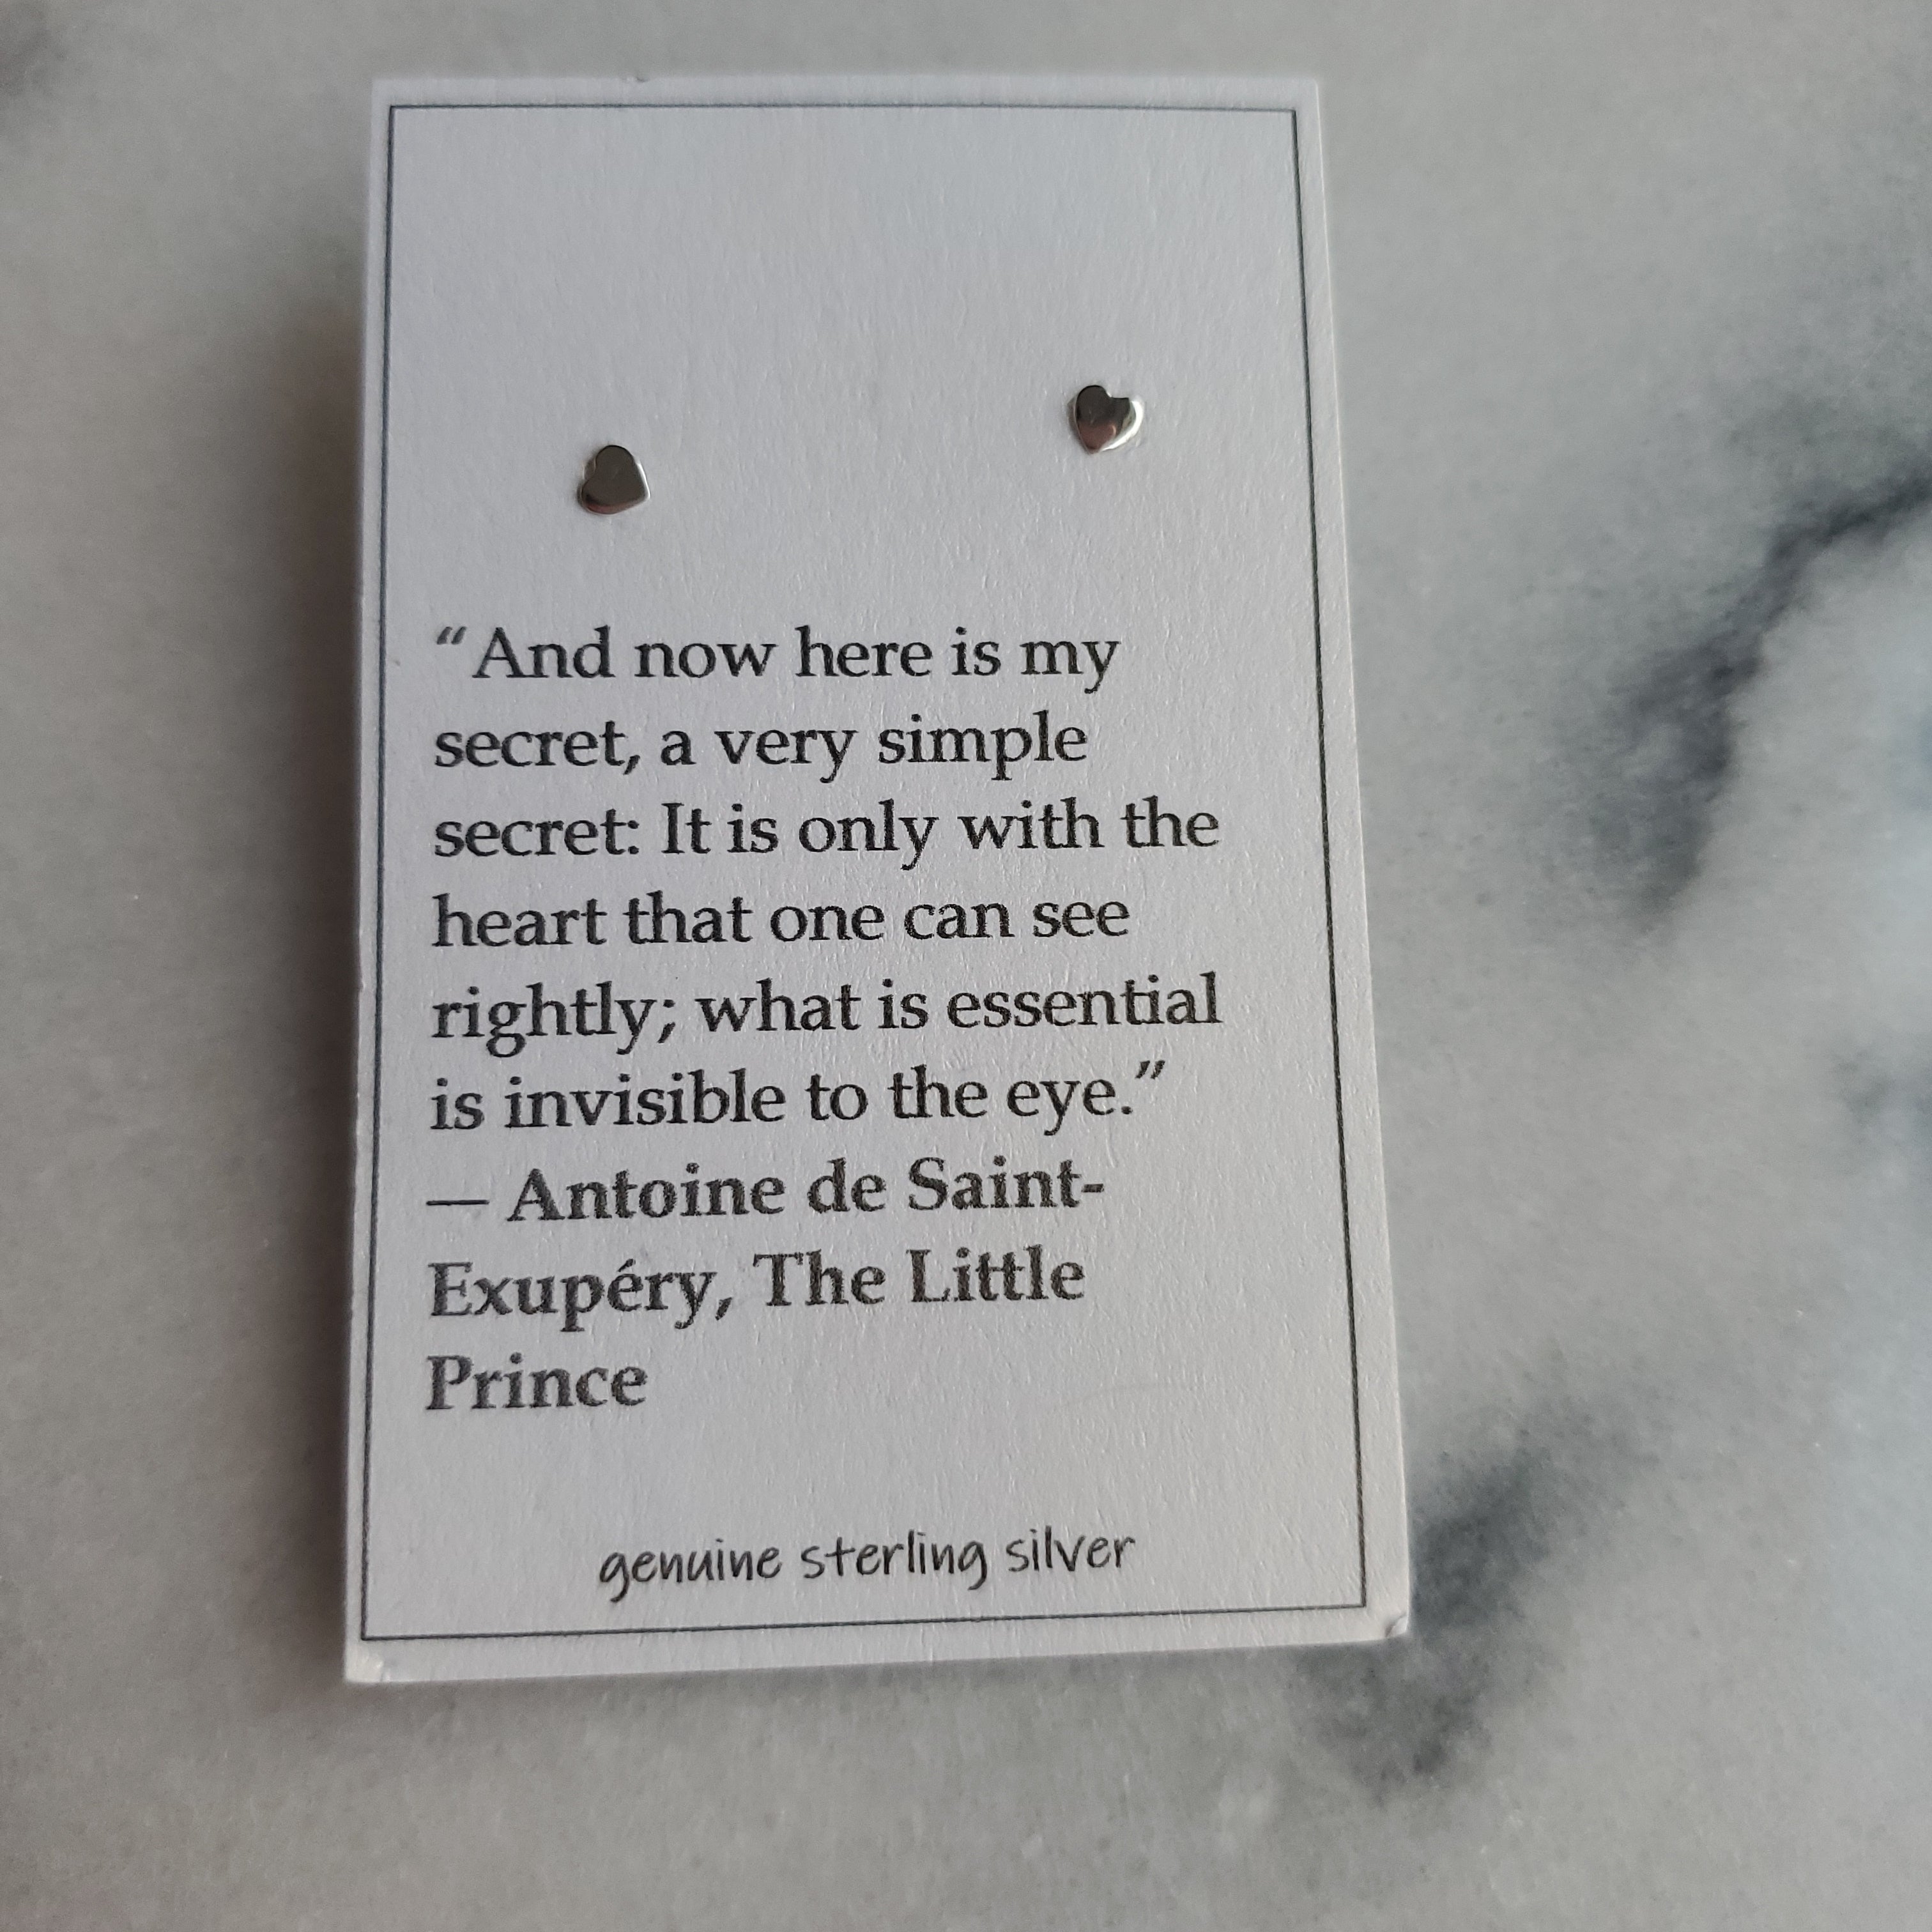 “And now here is my
secret, a very simple
secret: It is only with the
heart that one can see
rightly; what is essential
is invisible to the eye.”
— Antoine de Saint-
Exupéry, The Little
Prince
genuine sterling silver